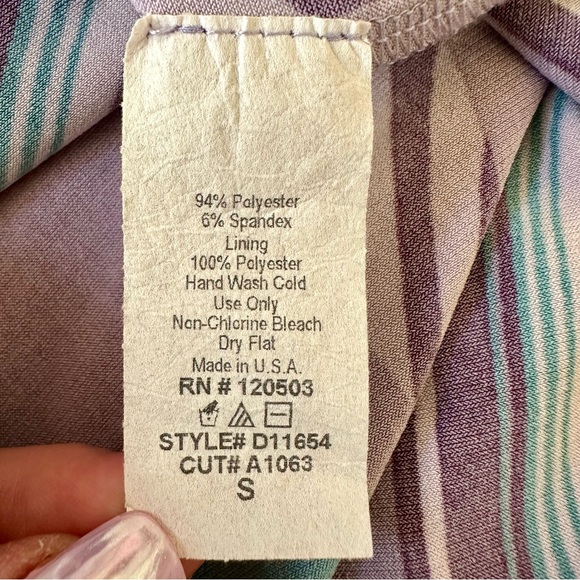 94% Polyester
6% Spandex
Lining
100% Polyester
Hand Wash Cold
Use Only
Non-Chlorine Bleach
Dry Flat
Made in U.S.A.
RN # 120503
STYLE# D11654
CUT# A1063
S